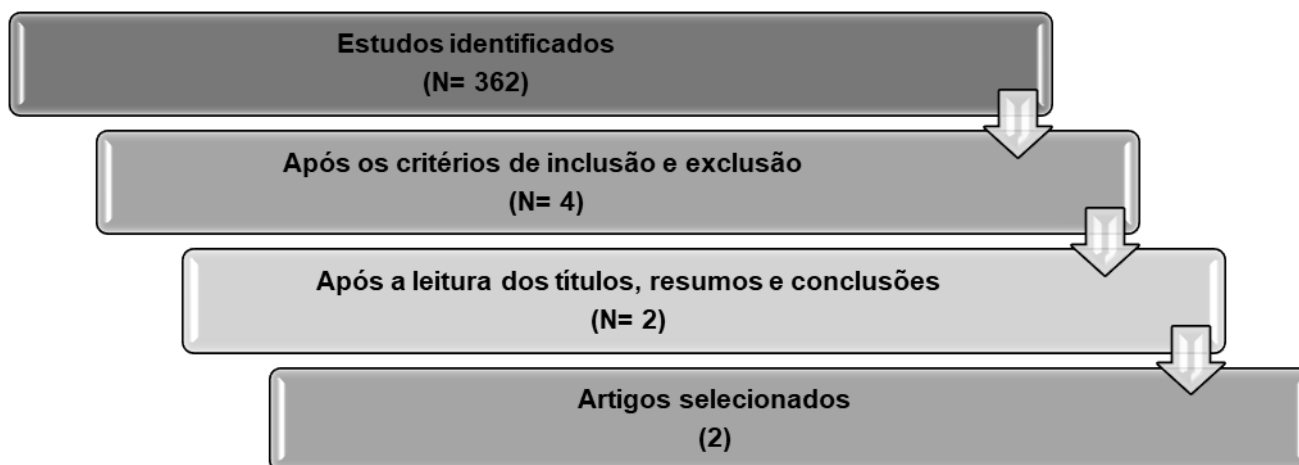 Estudos identificados
(N= 362)
Após os critérios de inclusão e exclusão
(N= 4)
Após a leitura dos títulos, resumos e conclusões
(N= 2)
Artigos selecionados
(2)